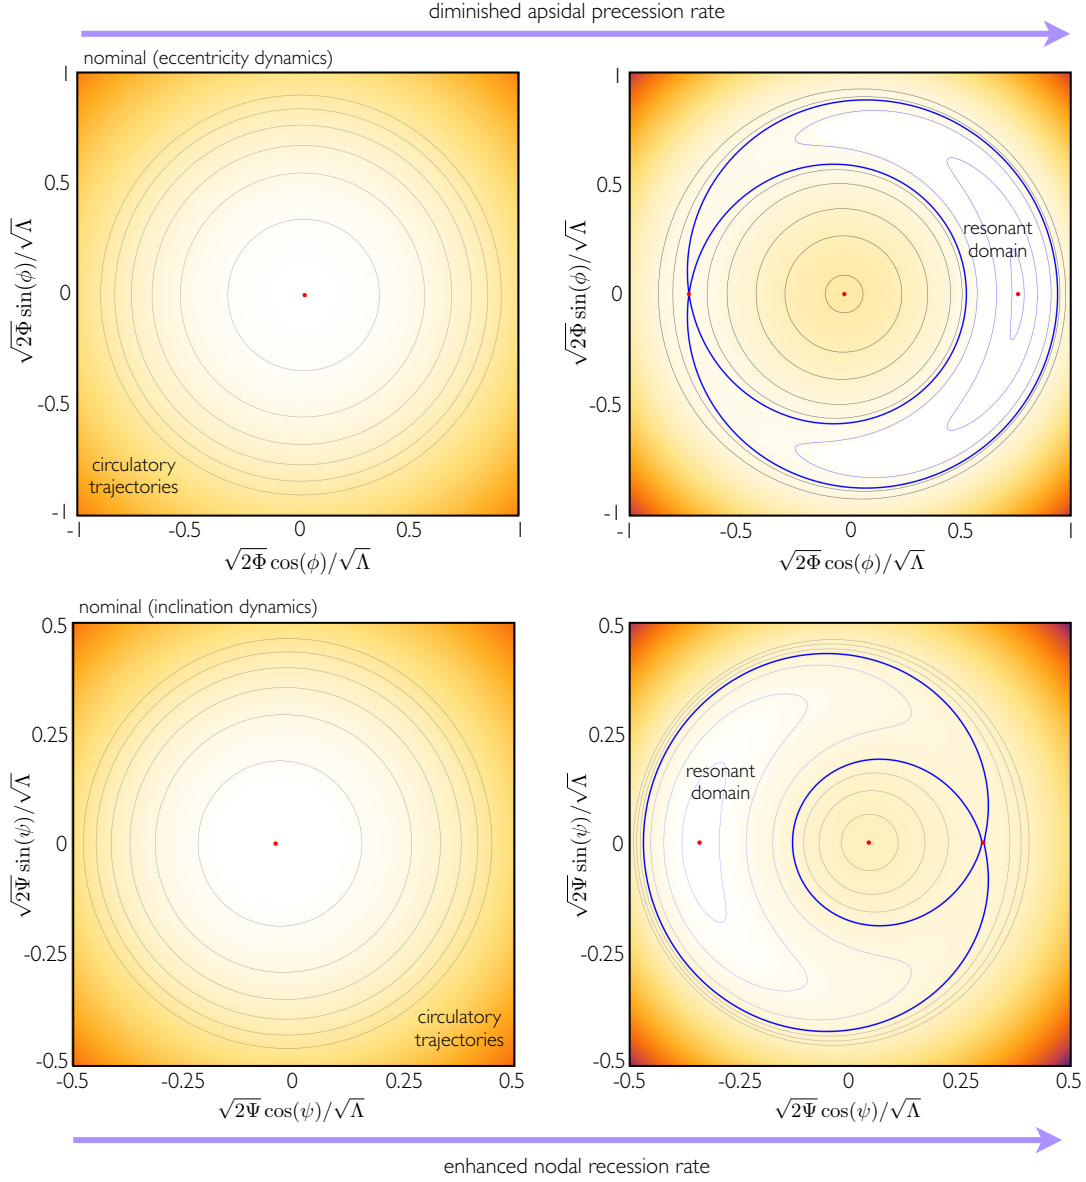 diminished apsidal precession rate
nominal (eccentricity dynamics)
1
0.5
0
-0.5
-1
√2Φ sin(φ)/√Λ
circulatory
trajectories
-1
-0.5
0
0.5
1
√2Φ cos(φ)/√Λ
1
0.5
0
-0.5
-1
√2Φ sin(φ)/√Λ
resonant
domain
-1
-0.5
0
0.5
1
√2Φ cos(φ)/√Λ
nominal (inclination dynamics)
0.5
0.25
0
-0.25
-0.5
√2Ψ sin(ψ)/√Λ
circulatory
trajectories
-0.5
-0.25
0
0.25
0.5
√2Ψ cos(ψ)/√Λ
0.5
0.25
0
-0.25
-0.5
√2Ψ sin(ψ)/√Λ
resonant
domain
-0.5
-0.25
0
0.25
0.5
√2Ψ cos(ψ)/√Λ
enhanced nodal recession rate